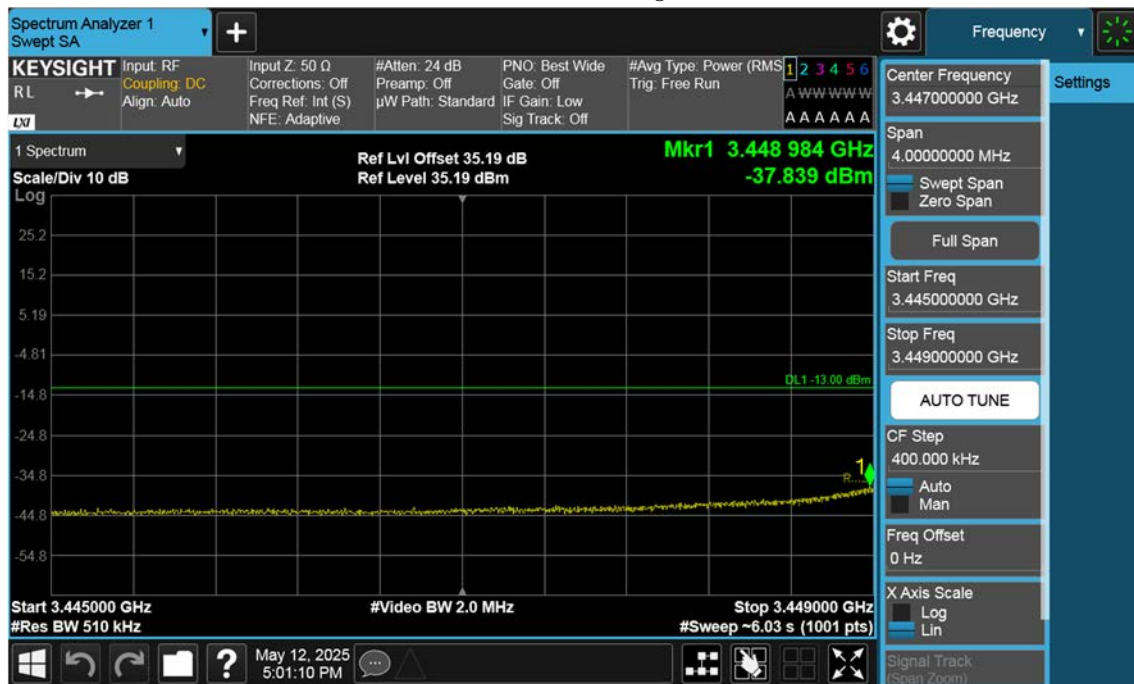 Spectrum Analyzer 1
Swept SA
+
Frequency
KEYSIGHT
RL
LXI
Input: RF
Coupling: DC
Align: Auto
Input Z: 50 Ω
Corrections: Off
Freq Ref: Int (S)
NFE: Adaptive
#Atten: 24 dB
Preamp: Off
µW Path: Standard
PNO: Best Wide
Gate: Off
IF Gain: Low
Sig Track: Off
#Avg Type: Power (RMS
Trig: Free Run
1 2 3 4 5 6
A W W W W W
A A A A A A
1 Spectrum
Scale/Div 10 dB
Log
Ref Lvl Offset 35.19 dB
Ref Level 35.19 dBm
Mkr1 3.448 984 GHz
-37.839 dBm
25.2
15.2
5.19
-4.81
DL1 -13.00 dBm
-14.8
-24.8
1
-34.8
R....
-44.8
-54.8
Start 3.445000 GHz
#Video BW 2.0 MHz
Stop 3.449000 GHz
#Res BW 510 kHz
#Sweep ~6.03 s (1001 pts)
?
May 12, 2025
5:01:10 PM
Center Frequency
3.447000000 GHz
Settings
Span
4.00000000 MHz
Swept Span
Zero Span
Full Span
Start Freq
3.445000000 GHz
Stop Freq
3.449000000 GHz
AUTO TUNE
CF Step
400.000 kHz
Auto
Man
Freq Offset
0 Hz
X Axis Scale
Log
Lin
Signal Track
(Span Zoom)